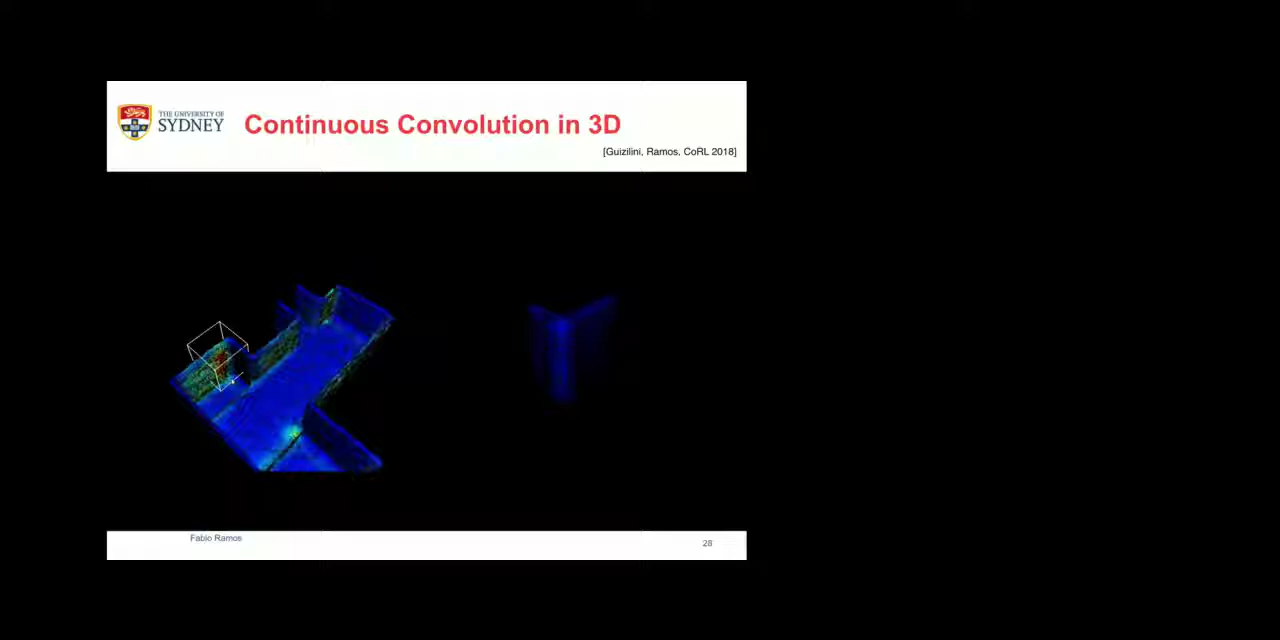 THE UNIVERSITY OF
SYDNEY
Continuous Convolution in 3D
[Guizilini, Ramos, CoRL 2018]
Fabio Ramos
28